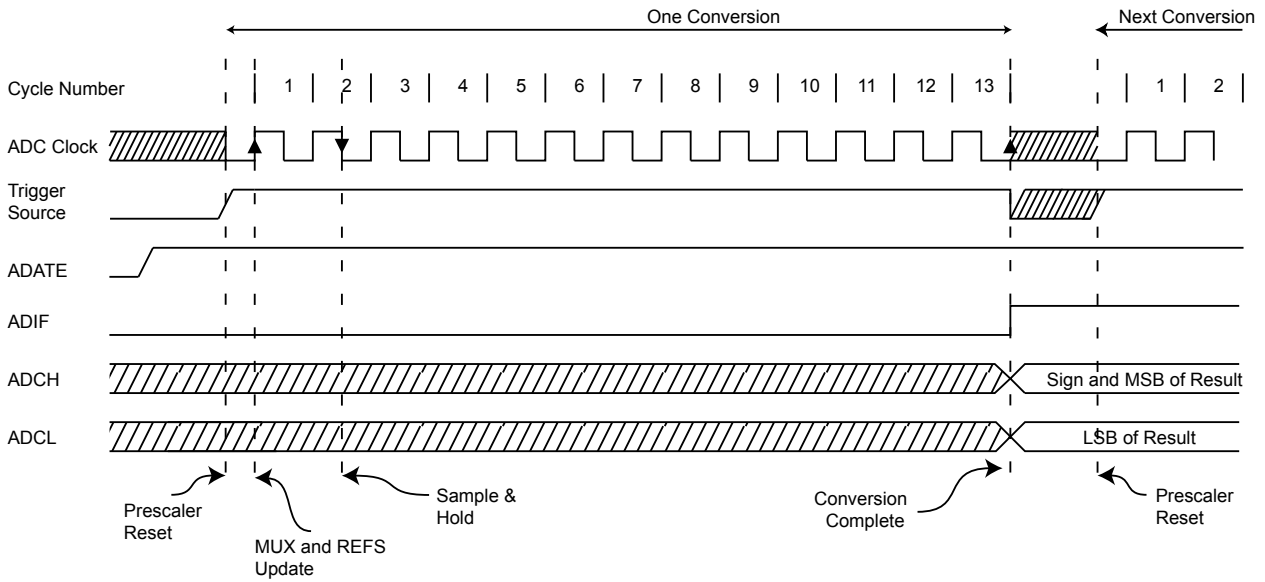 One Conversion
Next Conversion
Cycle Number
1 2 3 4 5 6 7 8 9 10 11 12 13 1 2
ADC Clock
Trigger
Source
ADATE
ADIF
ADCH
Sign and MSB of Result
ADCL
LSB of Result
Prescaler
Reset
MUX and REFS
Update
Sample &
Hold
Conversion
Complete
Prescaler
Reset